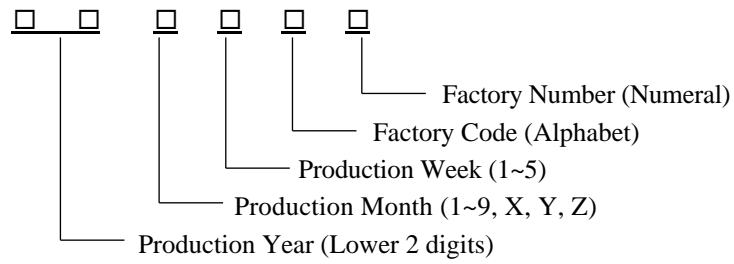 □ □ □ □ □ □
Factory Number (Numeral)
Factory Code (Alphabet)
Production Week (1~5)
Production Month (1~9, X, Y, Z)
Production Year (Lower 2 digits)